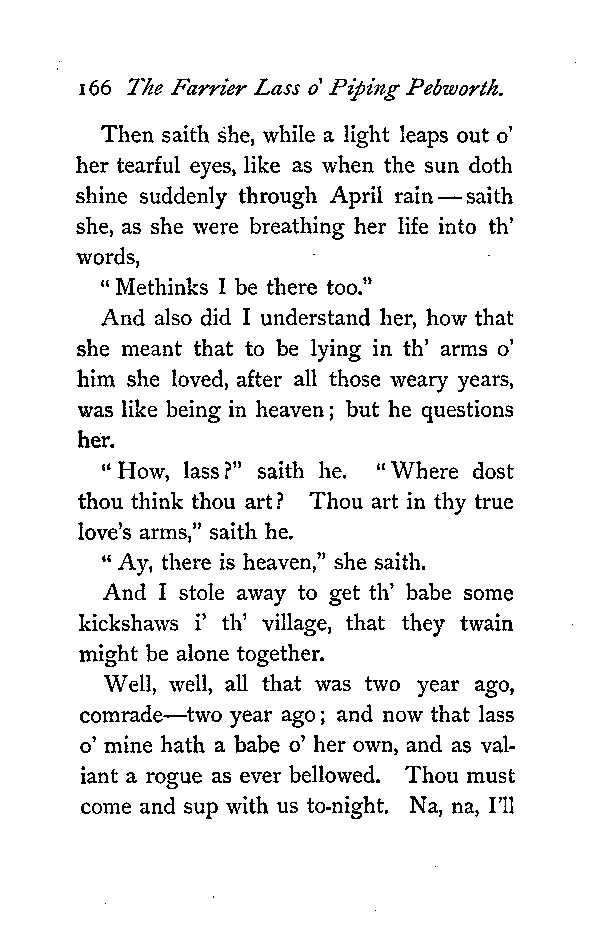 166 The Farrier Lass o' Piping Pebworth.
Then saith she, while a light leaps out o'
her tearful eyes, like as when the sun doth
shine suddenly through April rain — saith
she, as she were breathing her life into th'
words,
"Methinks I be there too."
And also did I understand her, how that
she meant that to be lying in th' arms o'
him she loved, after all those weary years,
was like being in heaven; but he questions
her.
"How, lass?" saith he. "Where dost
thou think thou art? Thou art in thy true
love's arms," saith he.
"Ay, there is heaven," she saith.
And I stole away to get th' babe some
kickshaws i' th' village, that they twain
might be alone together.
Well, well, all that was two year ago,
comrade—two year ago; and now that lass
o' mine hath a babe o' her own, and as val-
iant a rogue as ever bellowed. Thou must
come and sup with us to-night. Na, na, I'll